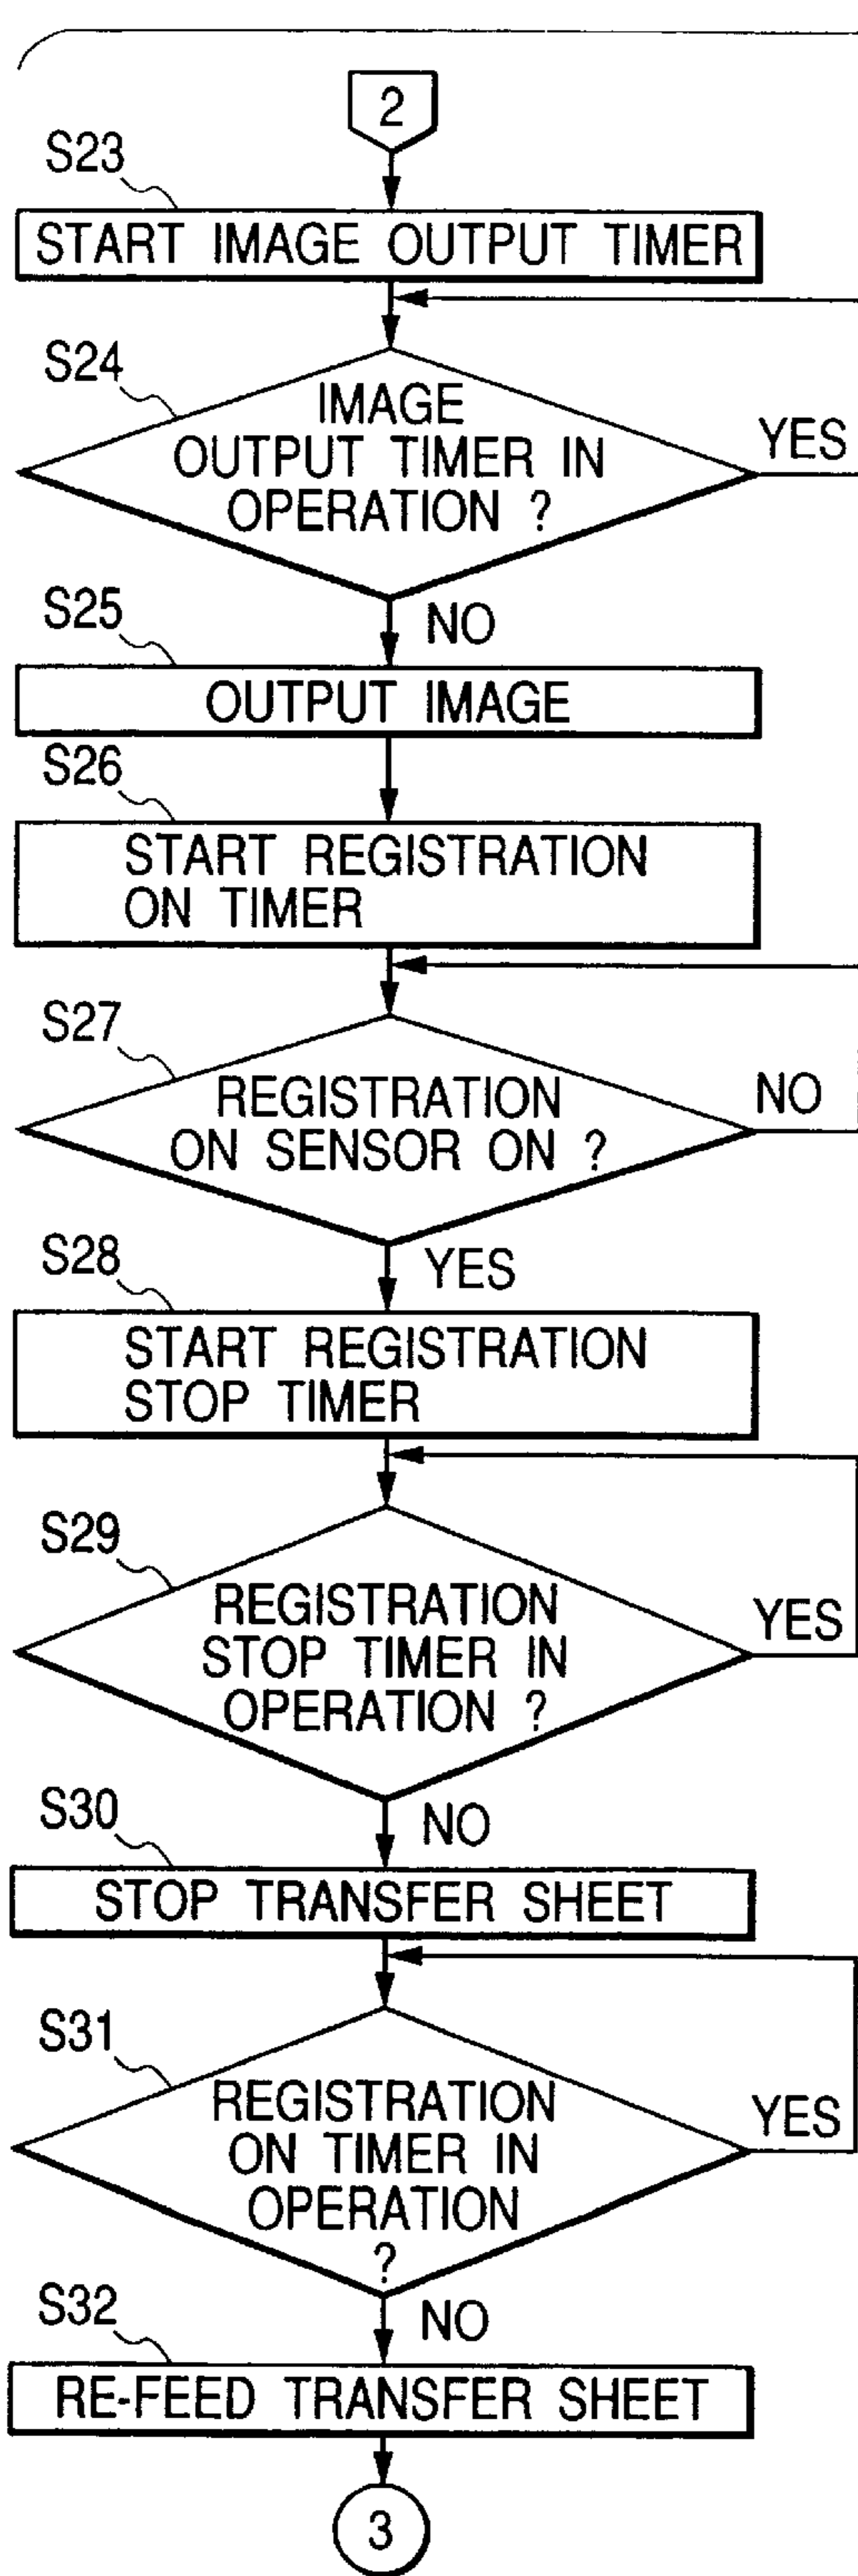 2
S23
START IMAGE OUTPUT TIMER
S24
IMAGE
OUTPUT TIMER IN
OPERATION ?
YES
NO
S25
OUTPUT IMAGE
S26
START REGISTRATION
ON TIMER
S27
REGISTRATION
ON SENSOR ON ?
NO
YES
S28
START REGISTRATION
STOP TIMER
S29
REGISTRATION
STOP TIMER IN
OPERATION ?
YES
NO
S30
STOP TRANSFER SHEET
S31
REGISTRATION
ON TIMER IN
OPERATION
?
YES
NO
S32
RE-FEED TRANSFER SHEET
3